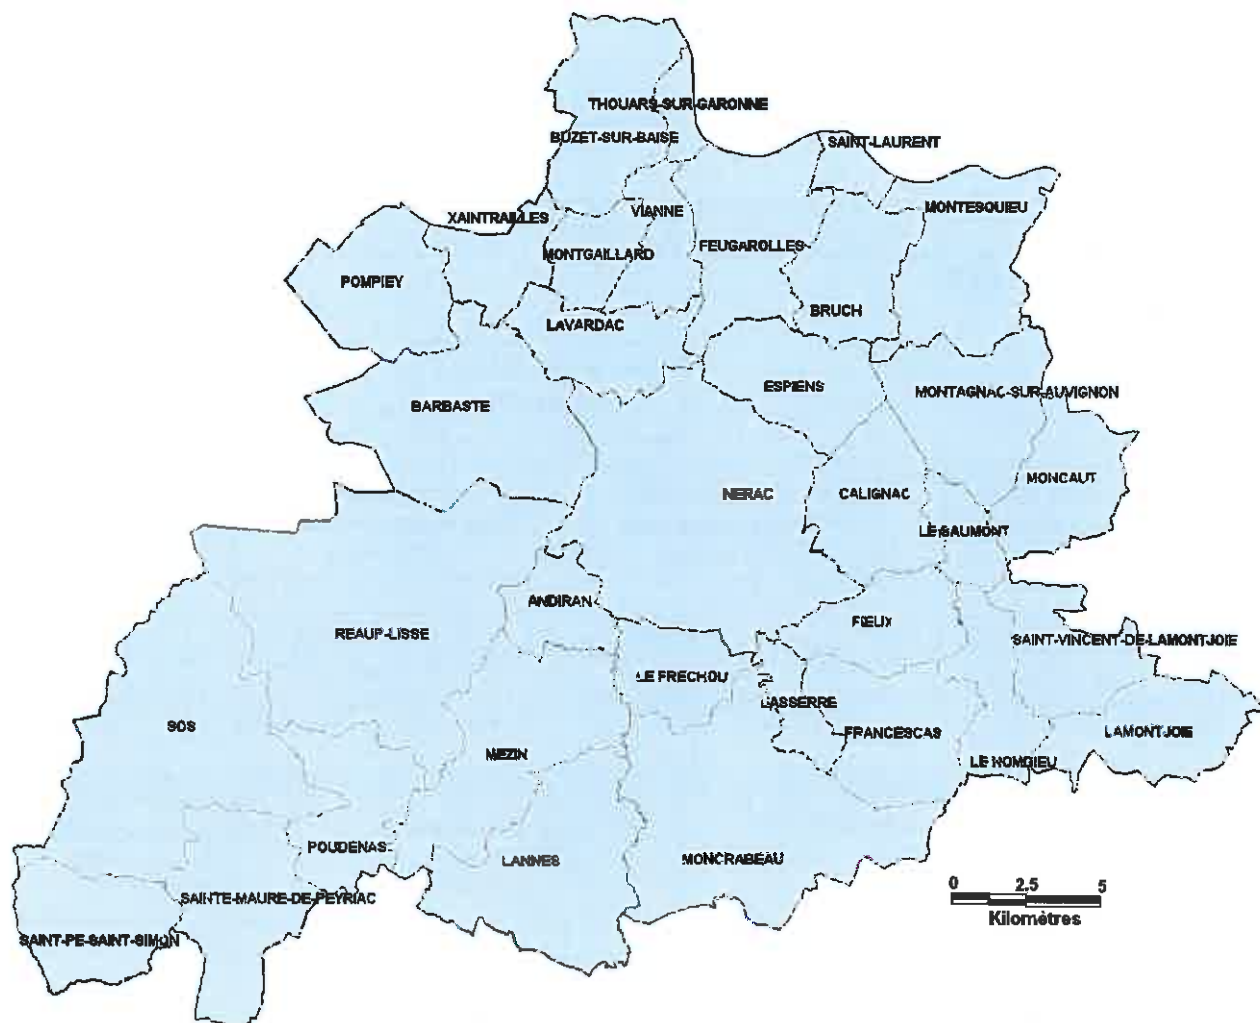 THOUARS-SUR-GARONNE
BUZET-SUR-BAISE
SAINT-LAURENT
VIANNE
MONTESQUIEU
XAINTRAILLES
FEUGAROLLES
MONTGAILLARD
POMPIEY
BRUCH
LAVARDAC
ESPIENS
MONTAGNAC-SUR-AUVIGNON
BARBASTE
MONCAUT
NERAC
CALIGNAC
LE SAUMONT
ANDIRAN
FIEUX
REAUP-LISSE
SAINT-VINCENT-DE-LAMONTJOIE
LE FRECHOU
LASSERRE
SOS
FRANCESCAS
LAMONTJOIE
MEZIN
LE NOMDIEU
POUDENAS
LANNES
MONCRABEAU
0 2,5 5
Kilomètres
SAINTE-MAURE-DE-PEYRIAC
SAINT-PE-SAINT-SIMON